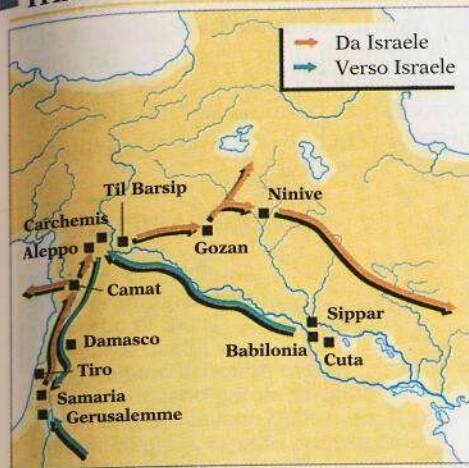 Da Israele
Verso Israele
Til Barsip
Ninive
Carchemis
Aleppo
Gozan
Camat
Sippar
Damasco
Babilonia
Cuta
Tiro
Samaria
Gerusalemme